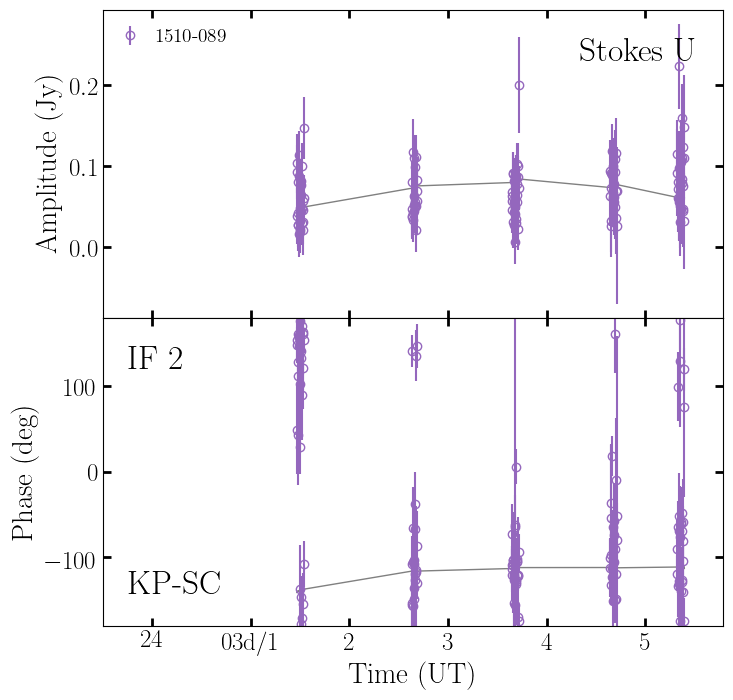 1510-089
Stokes U
Amplitude (Jy)
0.2
0.1
0.0
IF 2
Phase (deg)
100
0
−100
KP-SC
24 03d/1 2 3 4 5
Time (UT)